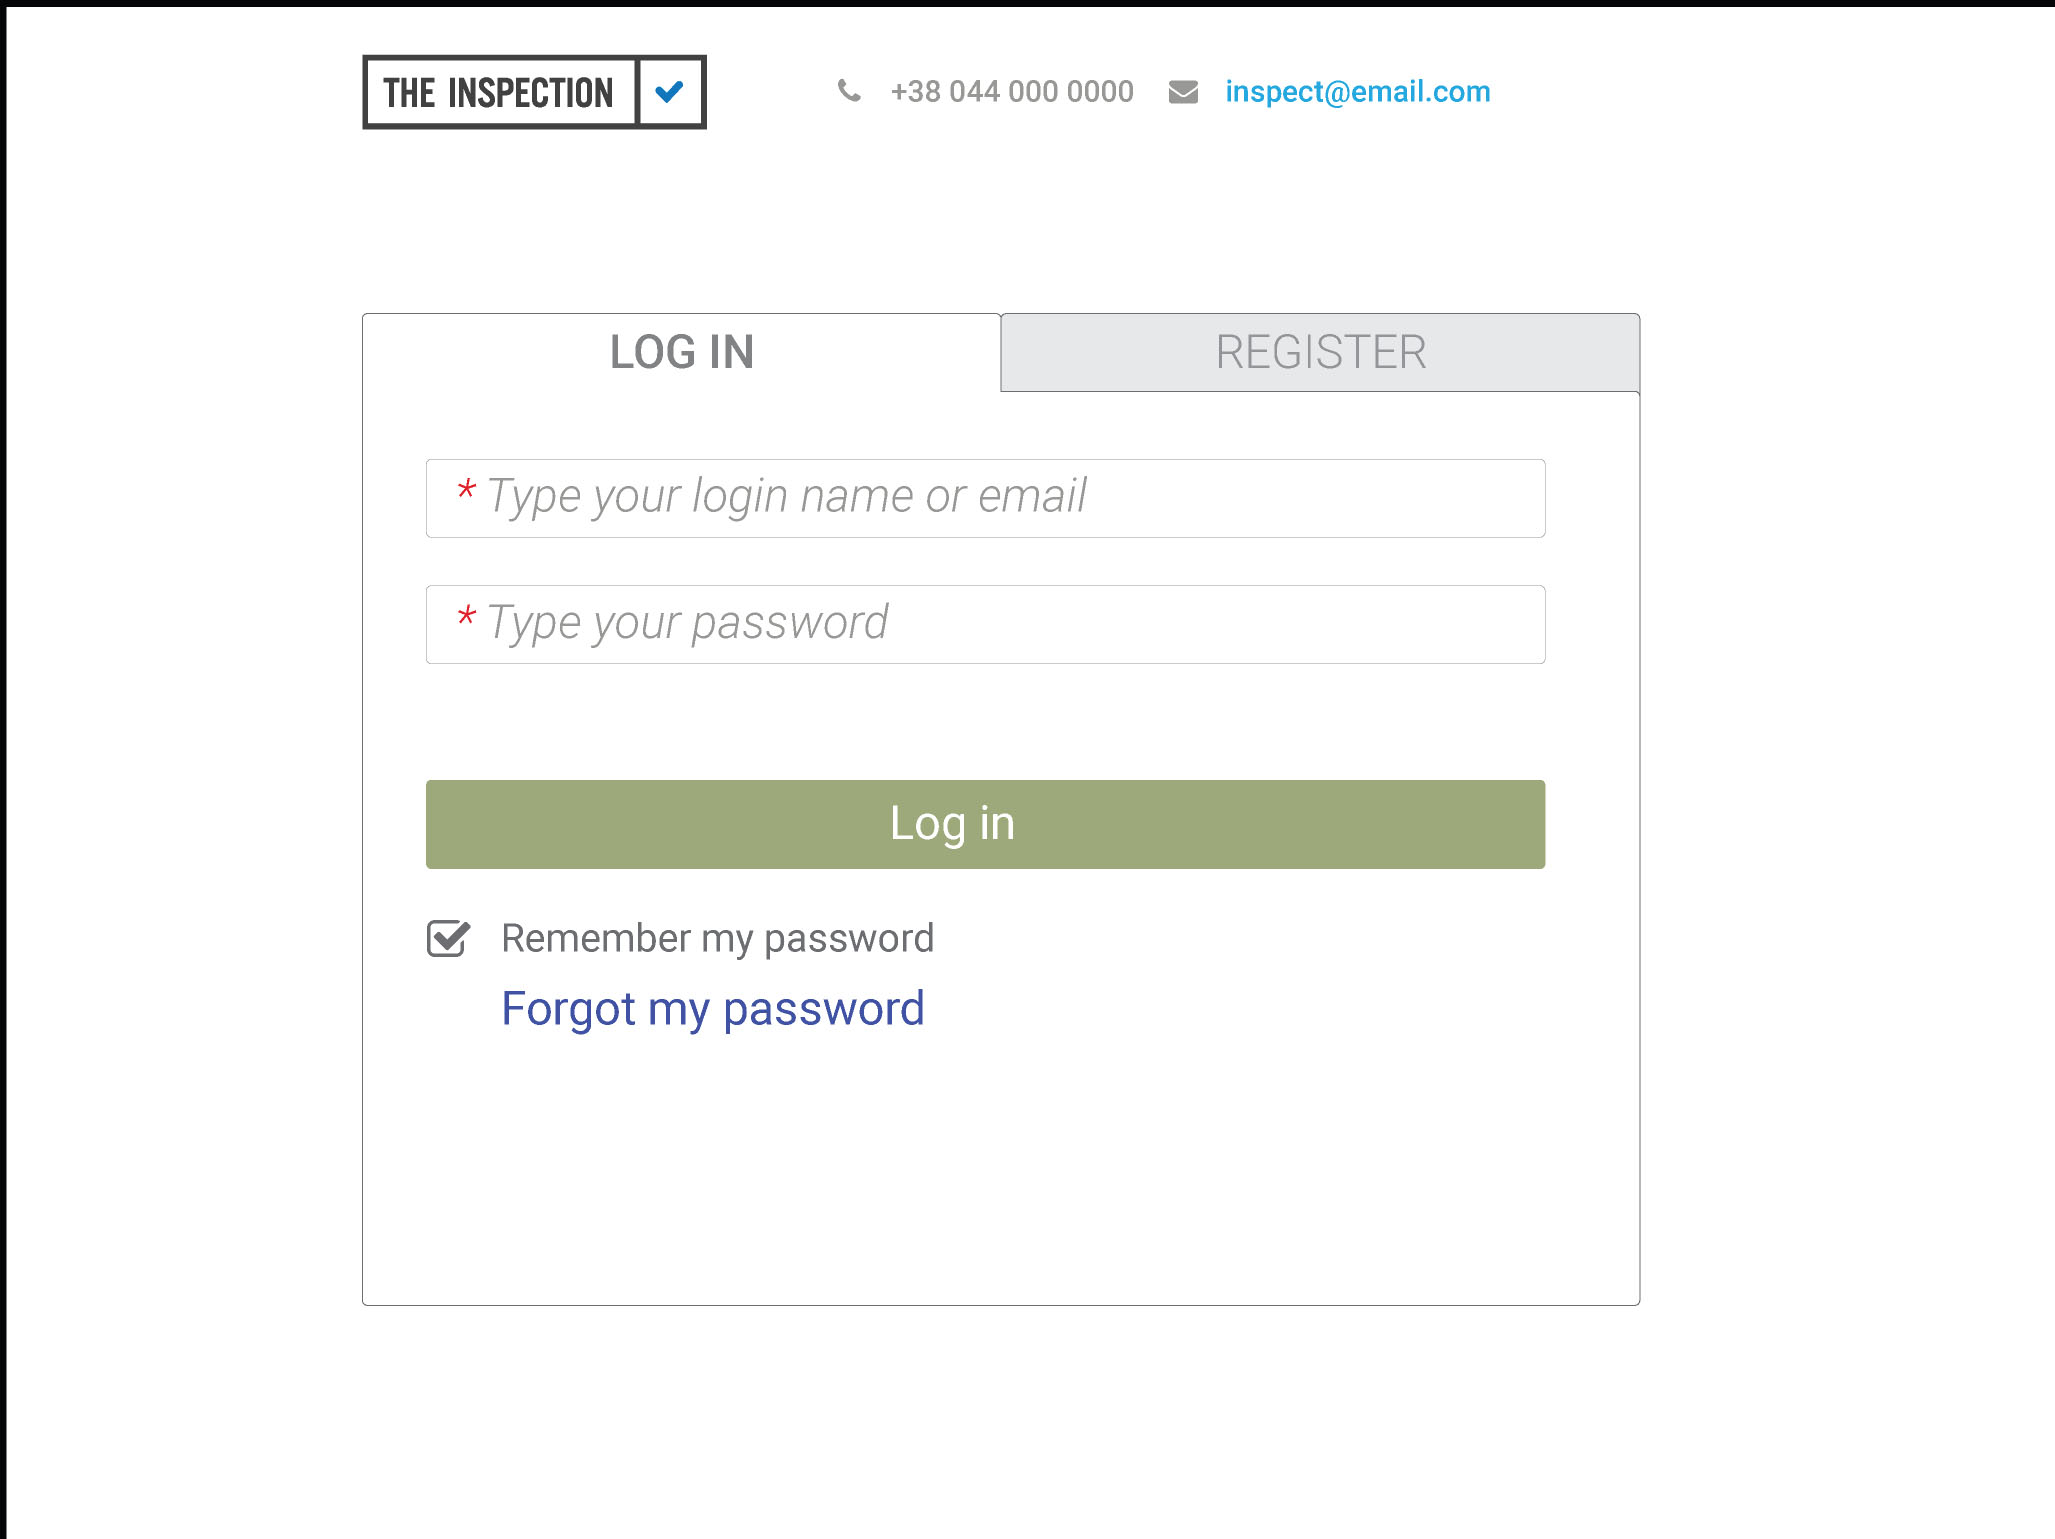 THE INSPECTION
+38 044 000 0000
inspect@email.com
LOG IN
REGISTER
* Type your login name or email
* Type your password
Log in
Remember my password
Forgot my password